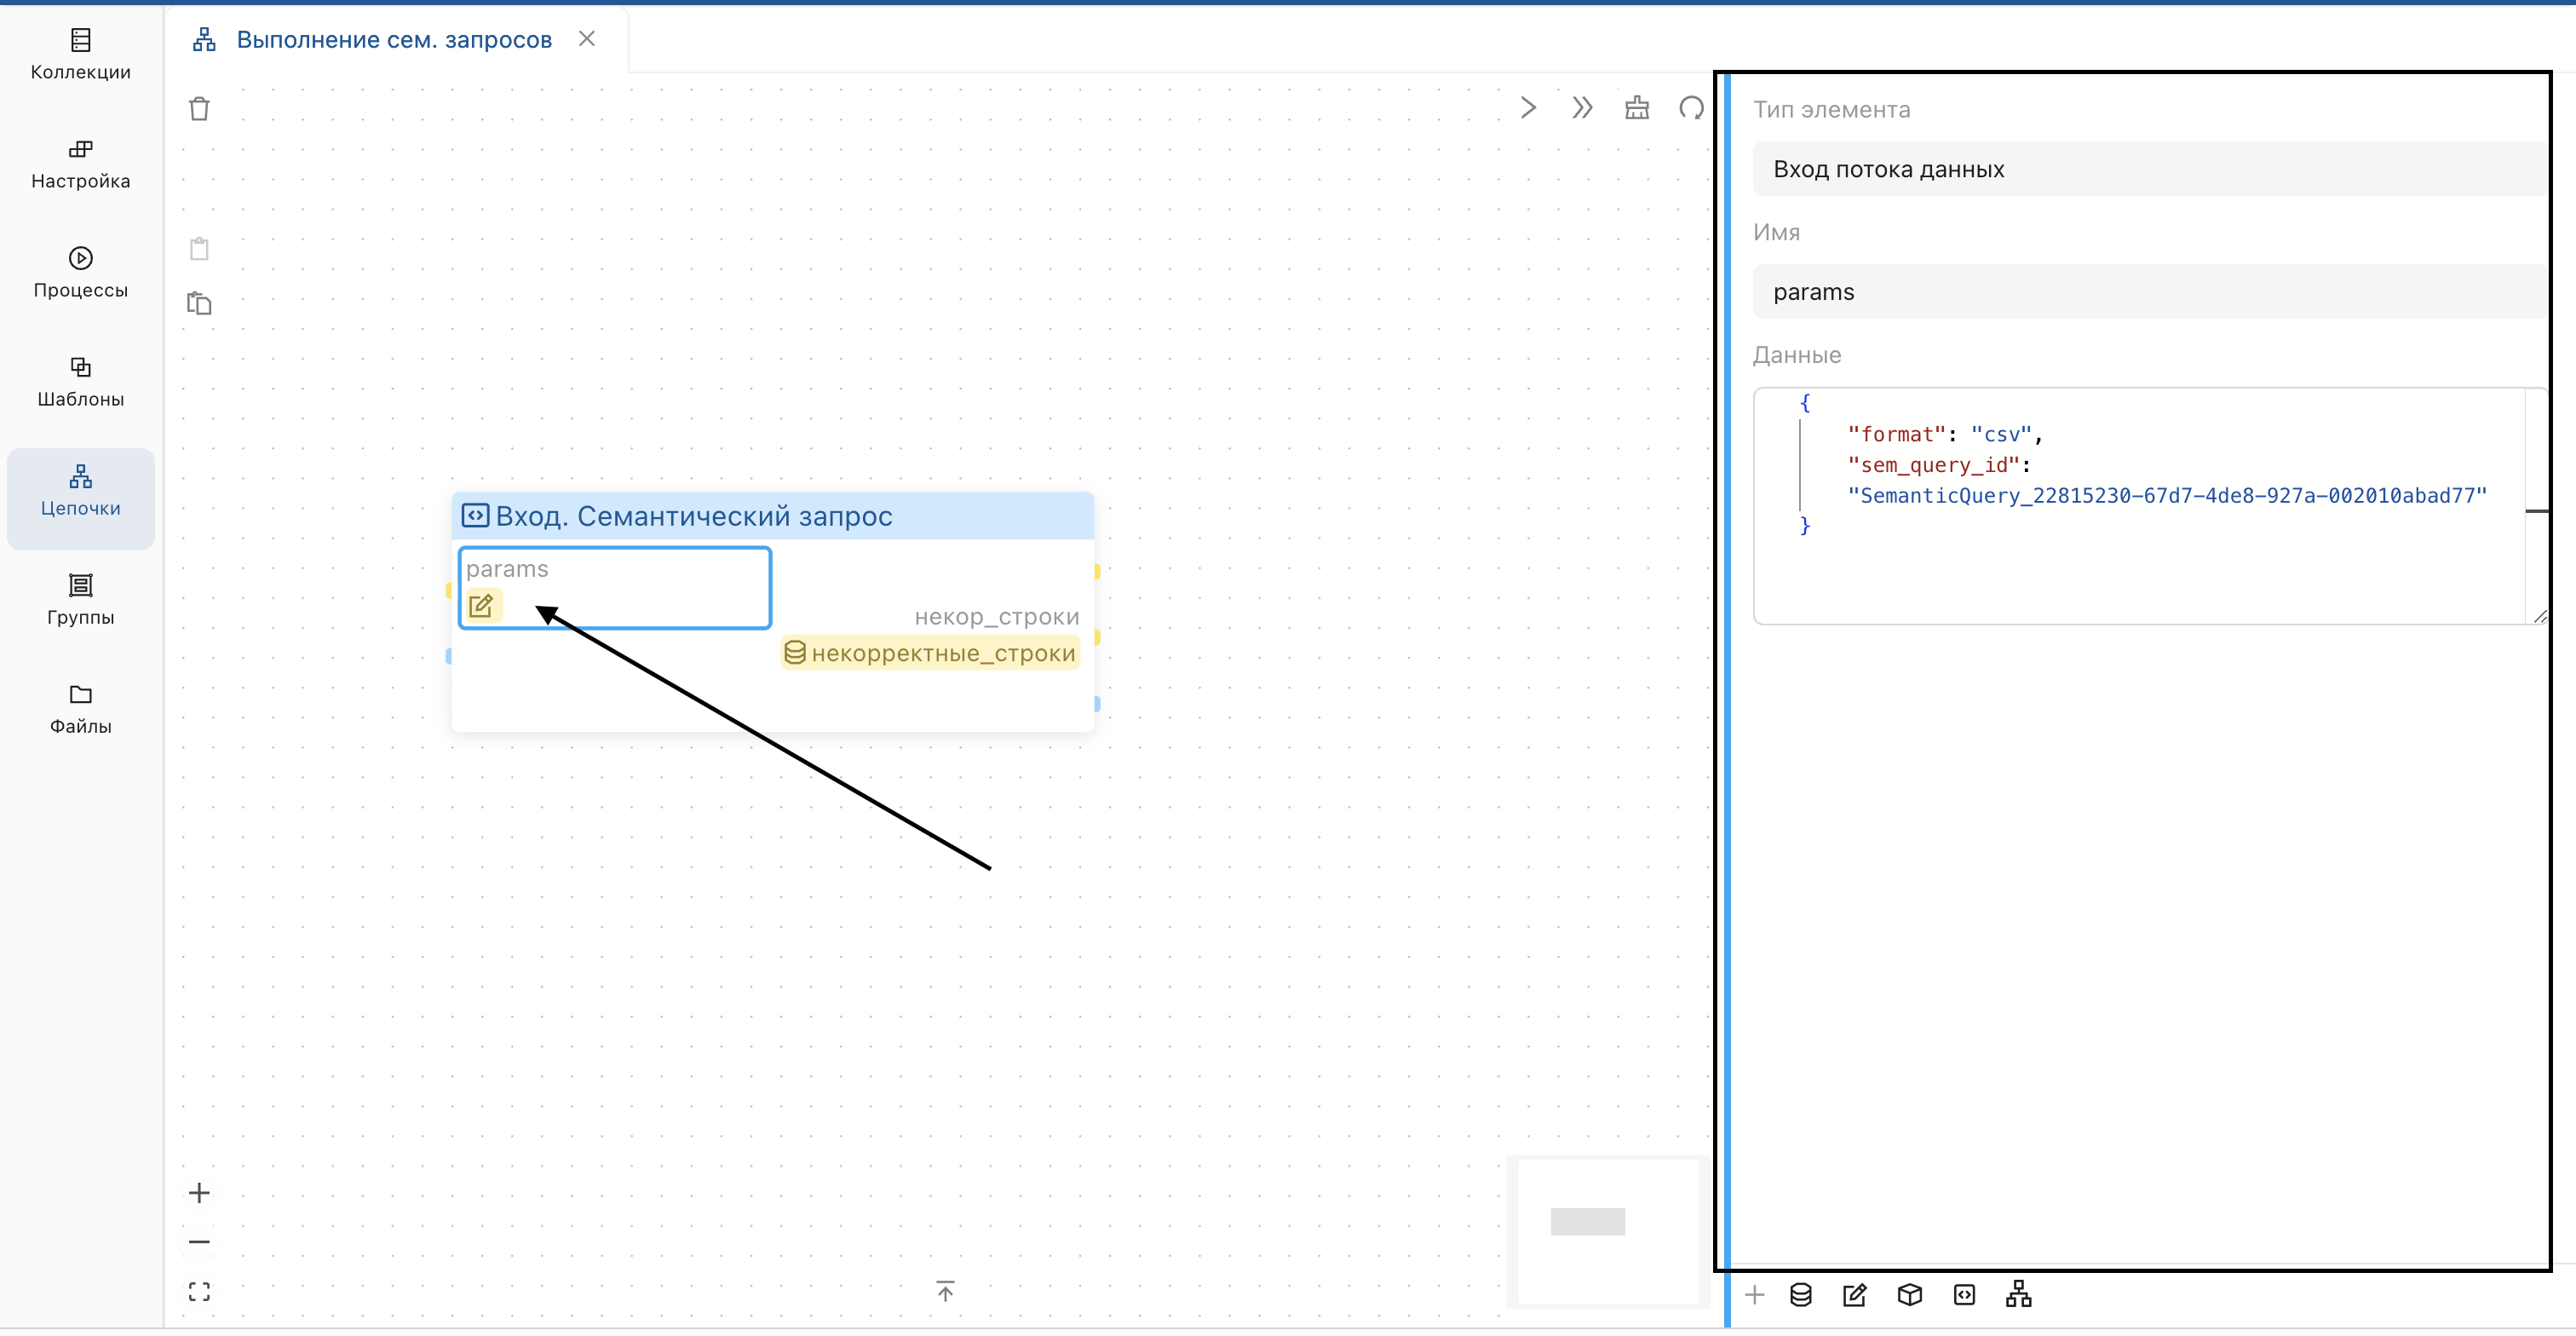 Коллекции
Настройка
Процессы
Шаблоны
Цепочки
Группы
Файлы
Выполнение сем. запросов
Вход. Семантический запрос
params
некор_строки
некорректные_строки
Тип элемента
Вход потока данных
Имя
params
Данные
{
"format": "csv",
"sem_query_id":
"SemanticQuery_22815230-67d7-4de8-927a-002010abad77"
}